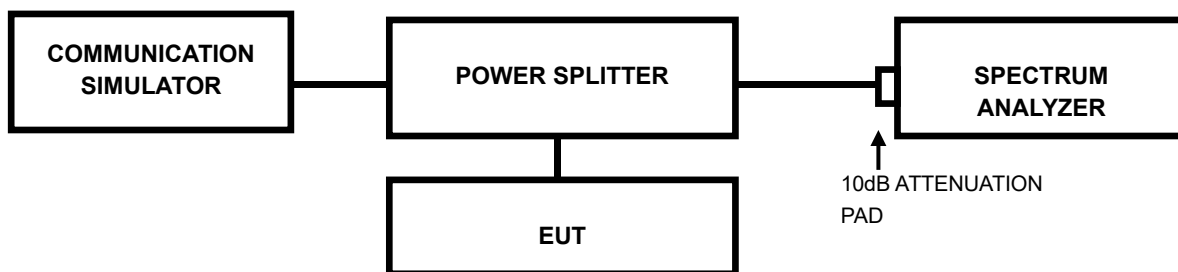 COMMUNICATION
SIMULATOR
POWER SPLITTER
SPECTRUM
ANALYZER
10dB ATTENUATION
PAD
EUT